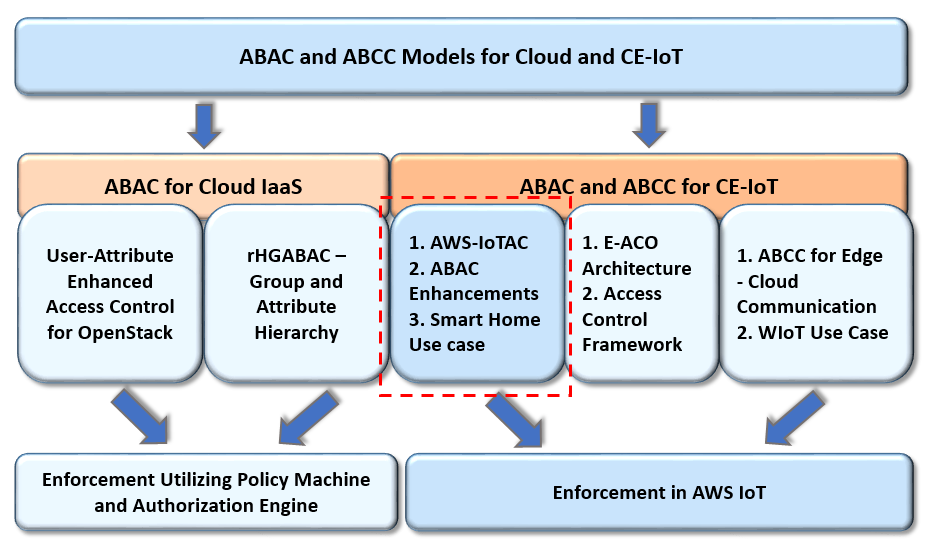 ABAC and ABCC Models for Cloud and CE-IoT
ABAC for Cloud IaaS
ABAC and ABCC for CE-IoT
User-Attribute
Enhanced
Access Control
for OpenStack
rHGABAC –
Group and
Attribute
Hierarchy
1. AWS-IoTAC
2. ABAC
Enhancements
3. Smart Home
Use case
1. E-ACO
Architecture
2. Access
Control
Framework
1. ABCC for Edge
- Cloud
Communication
2. WIoT Use Case
Enforcement Utilizing Policy Machine
and Authorization Engine
Enforcement in AWS IoT